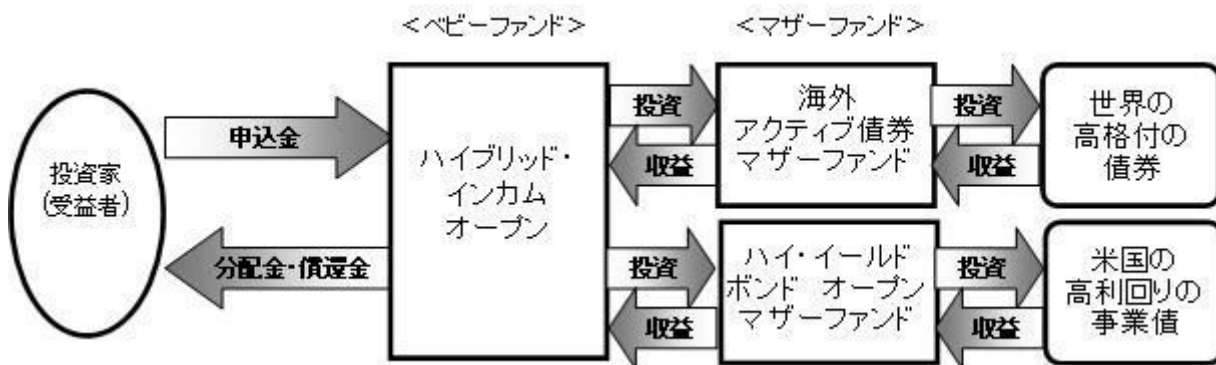 <ベビーファンド>
<マザーファンド>
投資家
(受益者)
申込金
分配金・償還金
ハイブリッド・
インカム
オープン
投資
収益
海外
アクティブ債券
マザーファンド
投資
収益
世界の
高格付の
債券
投資
収益
ハイ・イールド
ボンド オープン
マザーファンド
投資
収益
米国の
高利回りの
事業債